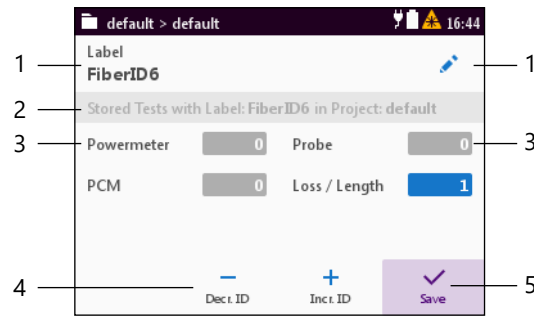 default > default 16:44
1 Label 1
FiberID6
2 Stored Tests with Label: FiberID6 in Project: default
3 Powermeter 0 Probe 0 3
PCM 0 Loss / Length 1
4 − + 5
Decr. ID Incr. ID Save